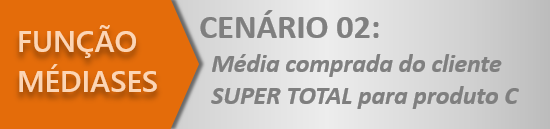 FUNÇÃO
MÉDIASES
CENÁRIO 02:
Média comprada do cliente
SUPER TOTAL para produto C